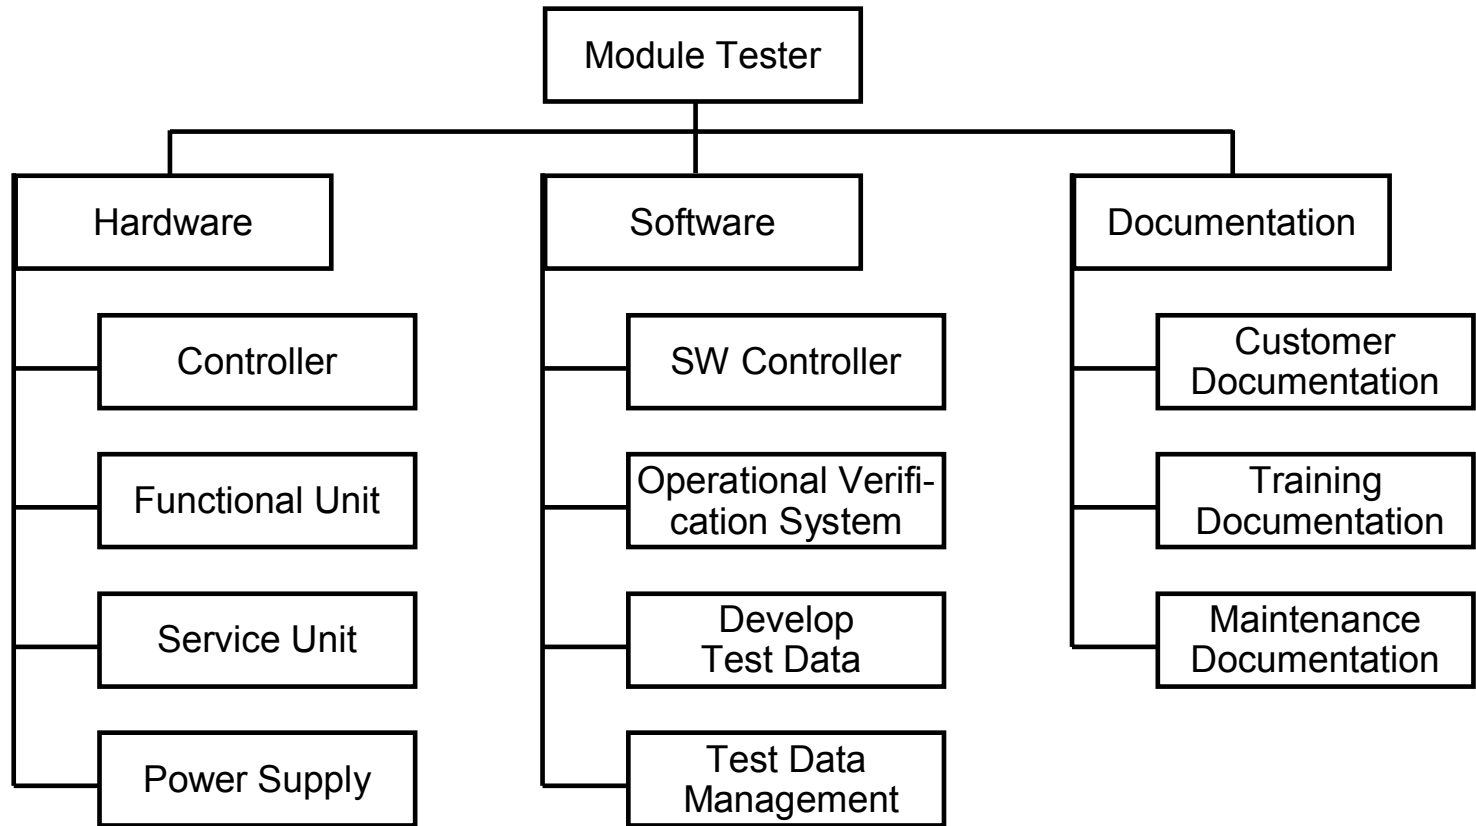 Module Tester
Hardware
Software
Documentation
Controller
SW Controller
Customer
Documentation
Functional Unit
Operational Verifi-
cation System
Training
Documentation
Service Unit
Develop
Test Data
Maintenance
Documentation
Power Supply
Test Data
Management